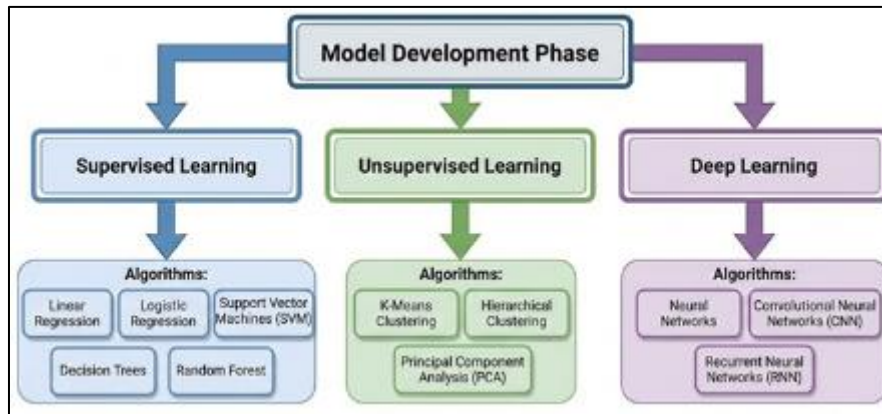 Model Development Phase
Supervised Learning
Unsupervised Learning
Deep Learning
Algorithms:
Linear
Regression
Logistic
Regression
Support Vector
Machines (SVM)
Decision Trees
Random Forest
Algorithms:
K-Means
Clustering
Hierarchical
Clustering
Principal Component
Analysis (PCA)
Algorithms:
Neural
Networks
Convolutional Neural
Networks (CNN)
Recurrent Neural
Networks (RNN)